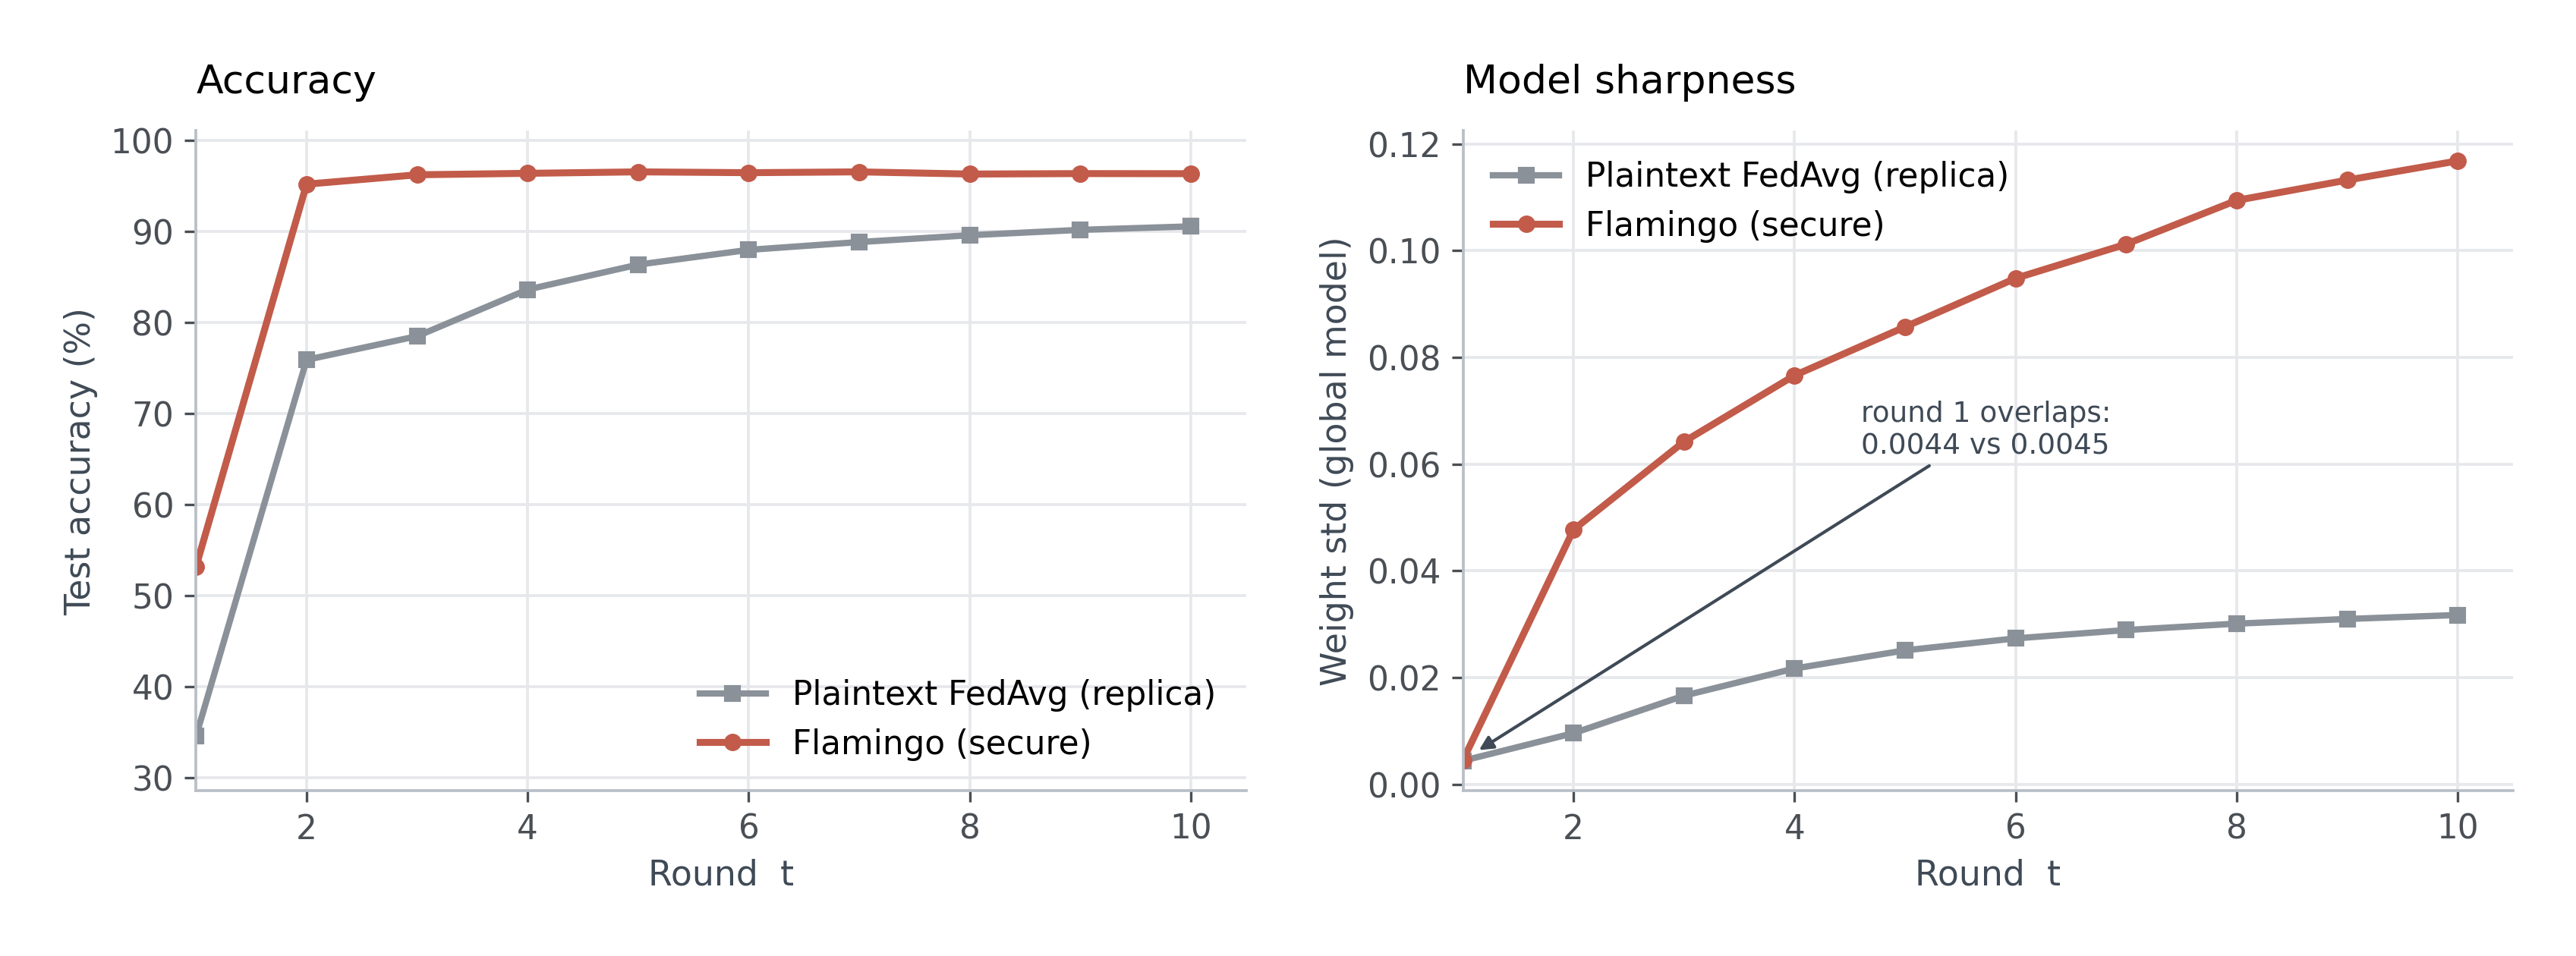 Accuracy
Test accuracy (%)
100
90
80
70
60
50
40
30
Plaintext FedAvg (replica)
Flamingo (secure)
2
4
6
8
10
Round t
Model sharpness
Weight std (global model)
0.12
0.10
0.08
0.06
0.04
0.02
0.00
Plaintext FedAvg (replica)
Flamingo (secure)
round 1 overlaps:
0.0044 vs 0.0045
2
4
6
8
10
Round t